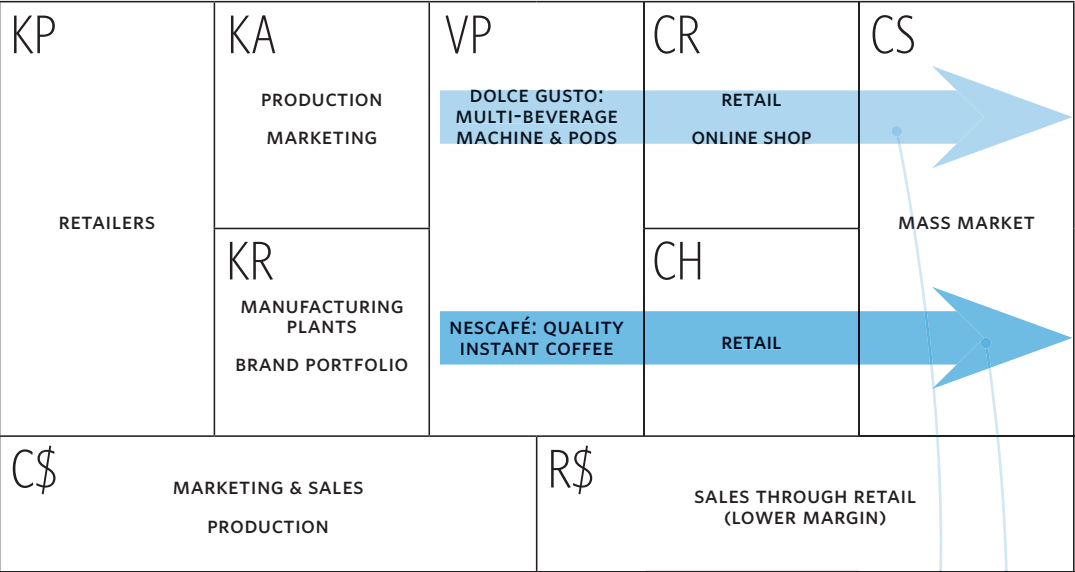 KP
RETAILERS
KA
PRODUCTION
MARKETING
KR
MANUFACTURING
PLANTS
BRAND PORTFOLIO
VP
DOLCE GUSTO:
MULTI-BEVERAGE
MACHINE & PODS
NESCAFÉ: QUALITY
INSTANT COFFEE
CR
RETAIL
ONLINE SHOP
CH
RETAIL
CS
MASS MARKET
C$
MARKETING & SALES
PRODUCTION
R$
SALES THROUGH RETAIL
(LOWER MARGIN)